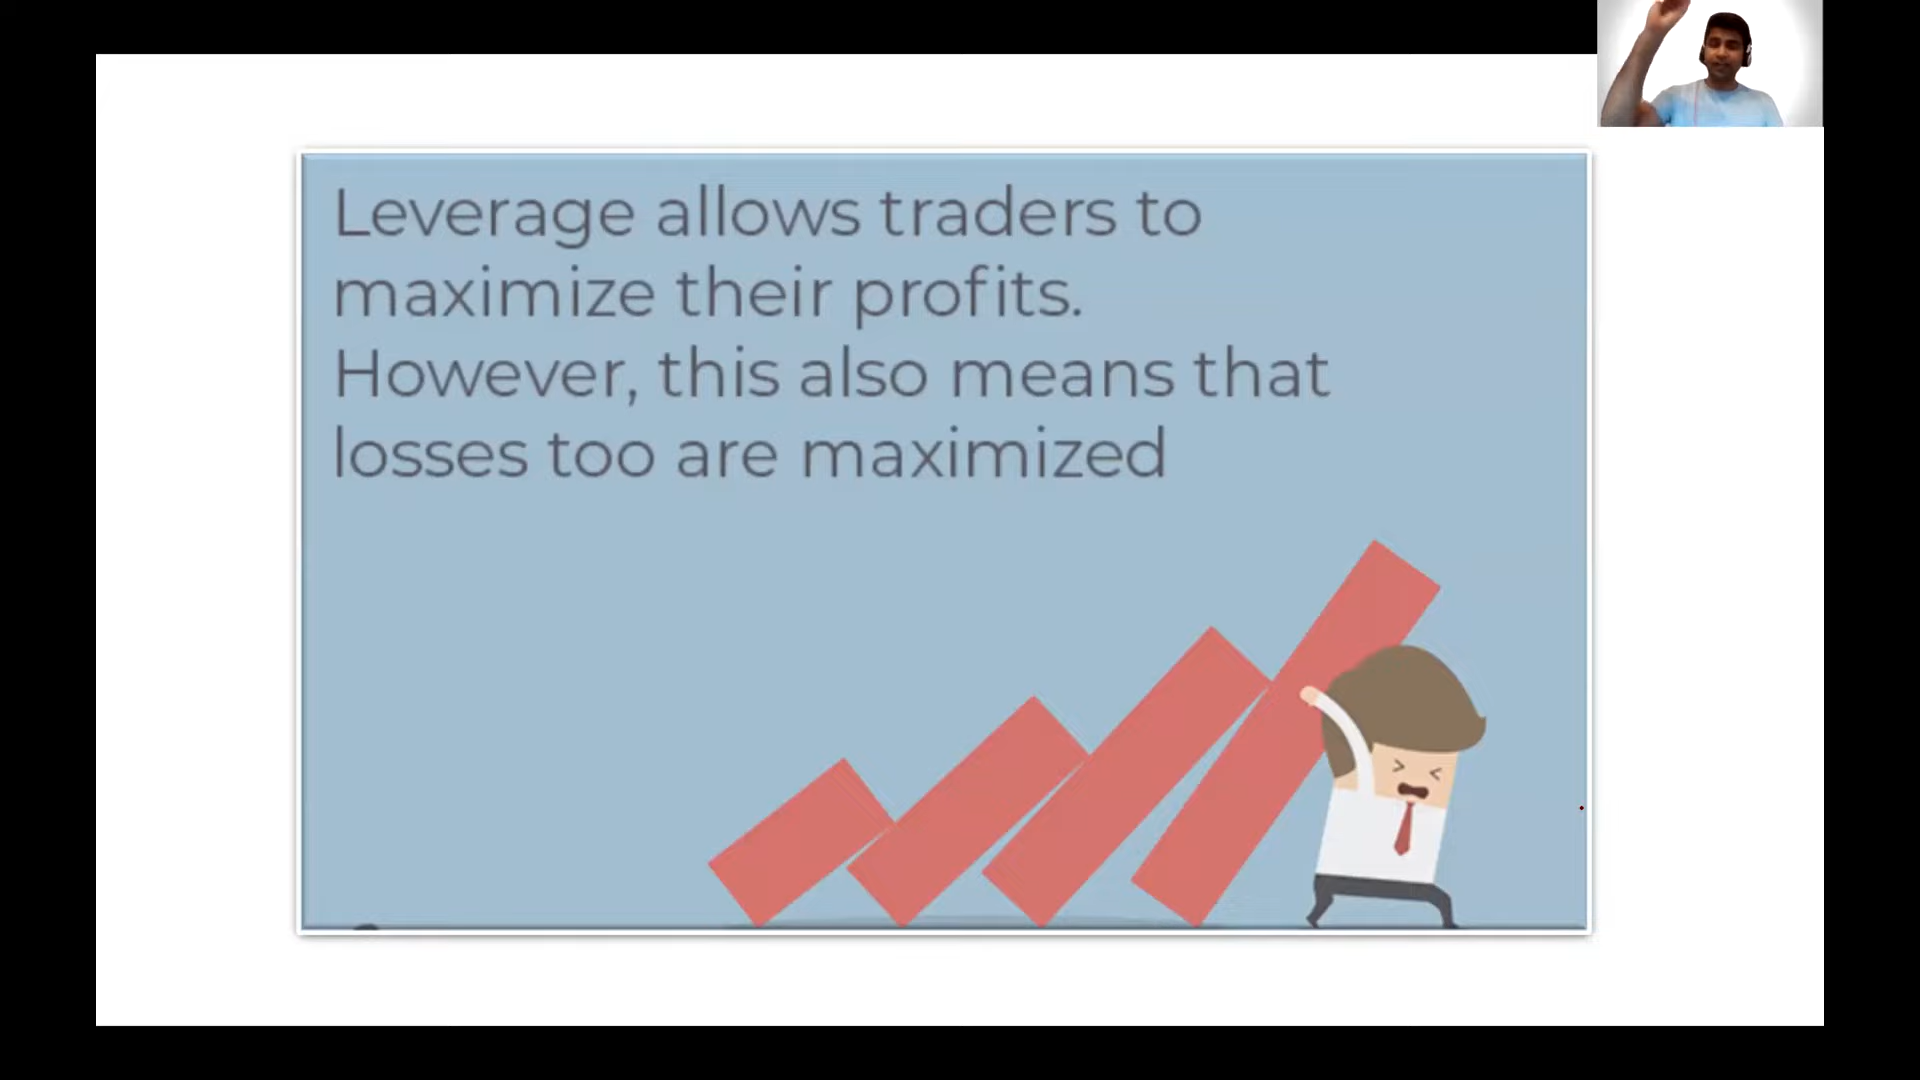 Leverage allows traders to
maximize their profits.
However, this also means that
losses too are maximized